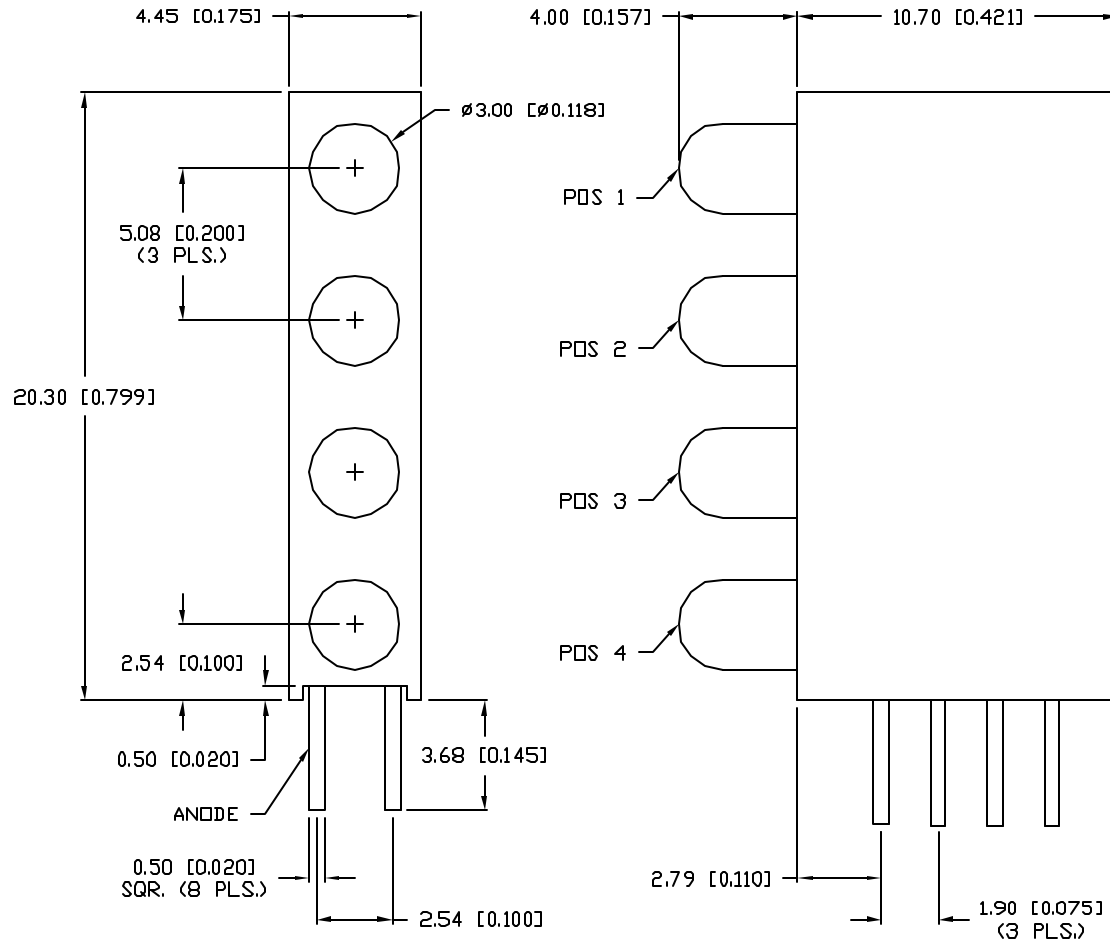 4.45 [0.175]
4.00 [0.157]
10.70 [0.421]
ø3.00 [ø0.118]
POS 1
5.08 [0.200]
(3 PLS.)
POS 2
20.30 [0.799]
POS 3
POS 4
2.54 [0.100]
0.50 [0.020]
3.68 [0.145]
ANODE
0.50 [0.020]
SQR. (8 PLS.)
2.54 [0.100]
2.79 [0.110]
1.90 [0.075]
(3 PLS.)